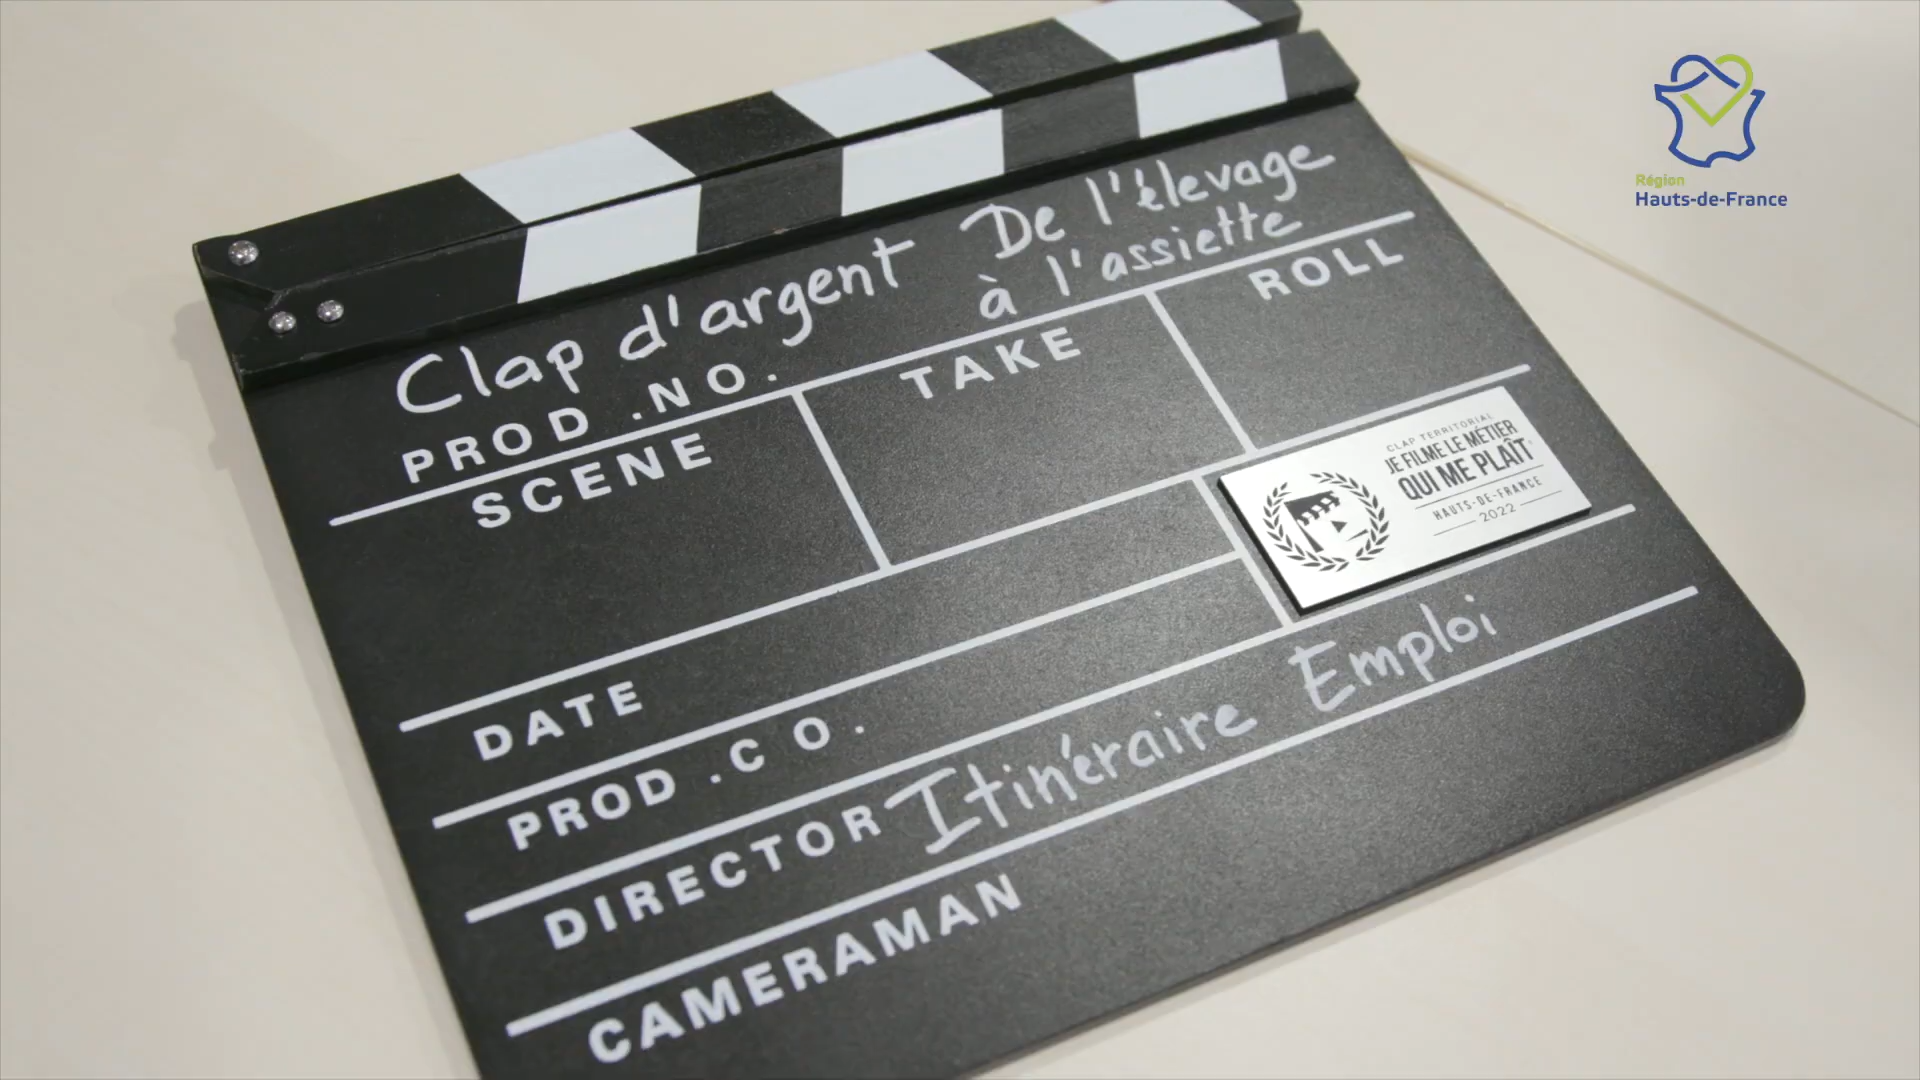 Région
Hauts-de-France
Clap d'argent De l'élevage
à l'assiette
PROD .NO.
SCENE
TAKE
ROLL
CLAP TERRITORIAL
JE FILME LE MÉTIER
QUI ME PLAÎT
HAUTS-DE-FRANCE
2022
DATE
PROD .CO.
DIRECTOR Itinéraire Emploi
CAMERAMAN